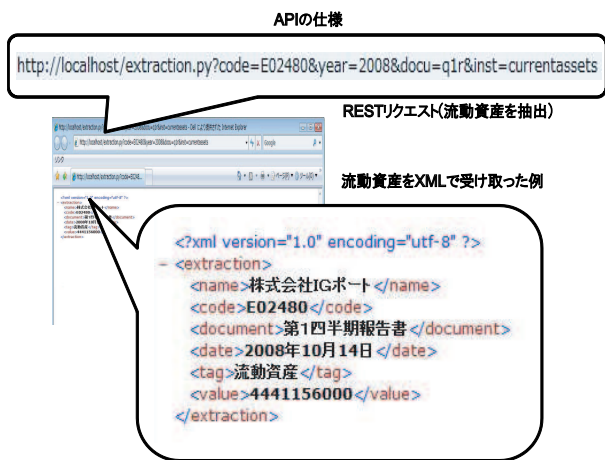 APIの仕様
http://localhost/extraction.py?code=E02480&year=2008&docu=q1r&inst=currentassets
RESTリクエスト(流動資産を抽出)
Google
リンク
流動資産をXMLで受け取った例
<?xml version="1.0" encoding="utf-8" ?>
- <extraction>
<name>株式会社IGポート</name>
<code>E02480</code>
<document>第1四半期報告書</document>
<date>2008年10月14日</date>
<tag>流動資産</tag>
<value>4441156000</value>
</extraction>